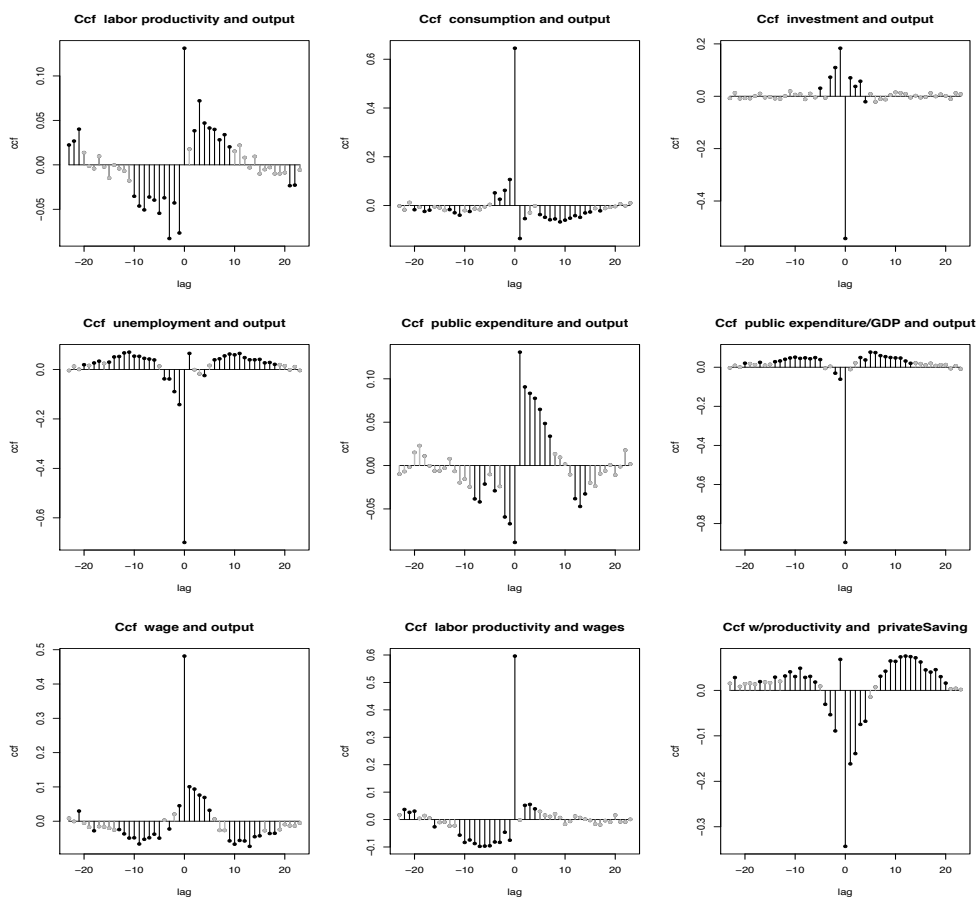 Ccf labor productivity and output
Ccf consumption and output
Ccf investment and output
ccf
0.10
0.05
0.00
−0.05
−20 −10 0 10 20
lag
ccf
0.6
0.4
0.2
0.0
−20 −10 0 10 20
lag
ccf
0.2
0.0
−0.2
−0.4
−20 −10 0 10 20
lag
Ccf unemployment and output
Ccf public expenditure and output
Ccf public expenditure/GDP and output
ccf
0.0
−0.2
−0.4
−0.6
−20 −10 0 10 20
lag
ccf
0.10
0.05
0.00
−0.05
−20 −10 0 10 20
lag
ccf
0.0
−0.2
−0.4
−0.6
−0.8
−20 −10 0 10 20
lag
Ccf wage and output
Ccf labor productivity and wages
Ccf w/productivity and privateSaving
ccf
0.5
0.4
0.3
0.2
0.1
0.0
−20 −10 0 10 20
lag
ccf
0.6
0.5
0.4
0.3
0.2
0.1
0.0
−0.1
−20 −10 0 10 20
lag
ccf
0.0
−0.1
−0.2
−0.3
−20 −10 0 10 20
lag